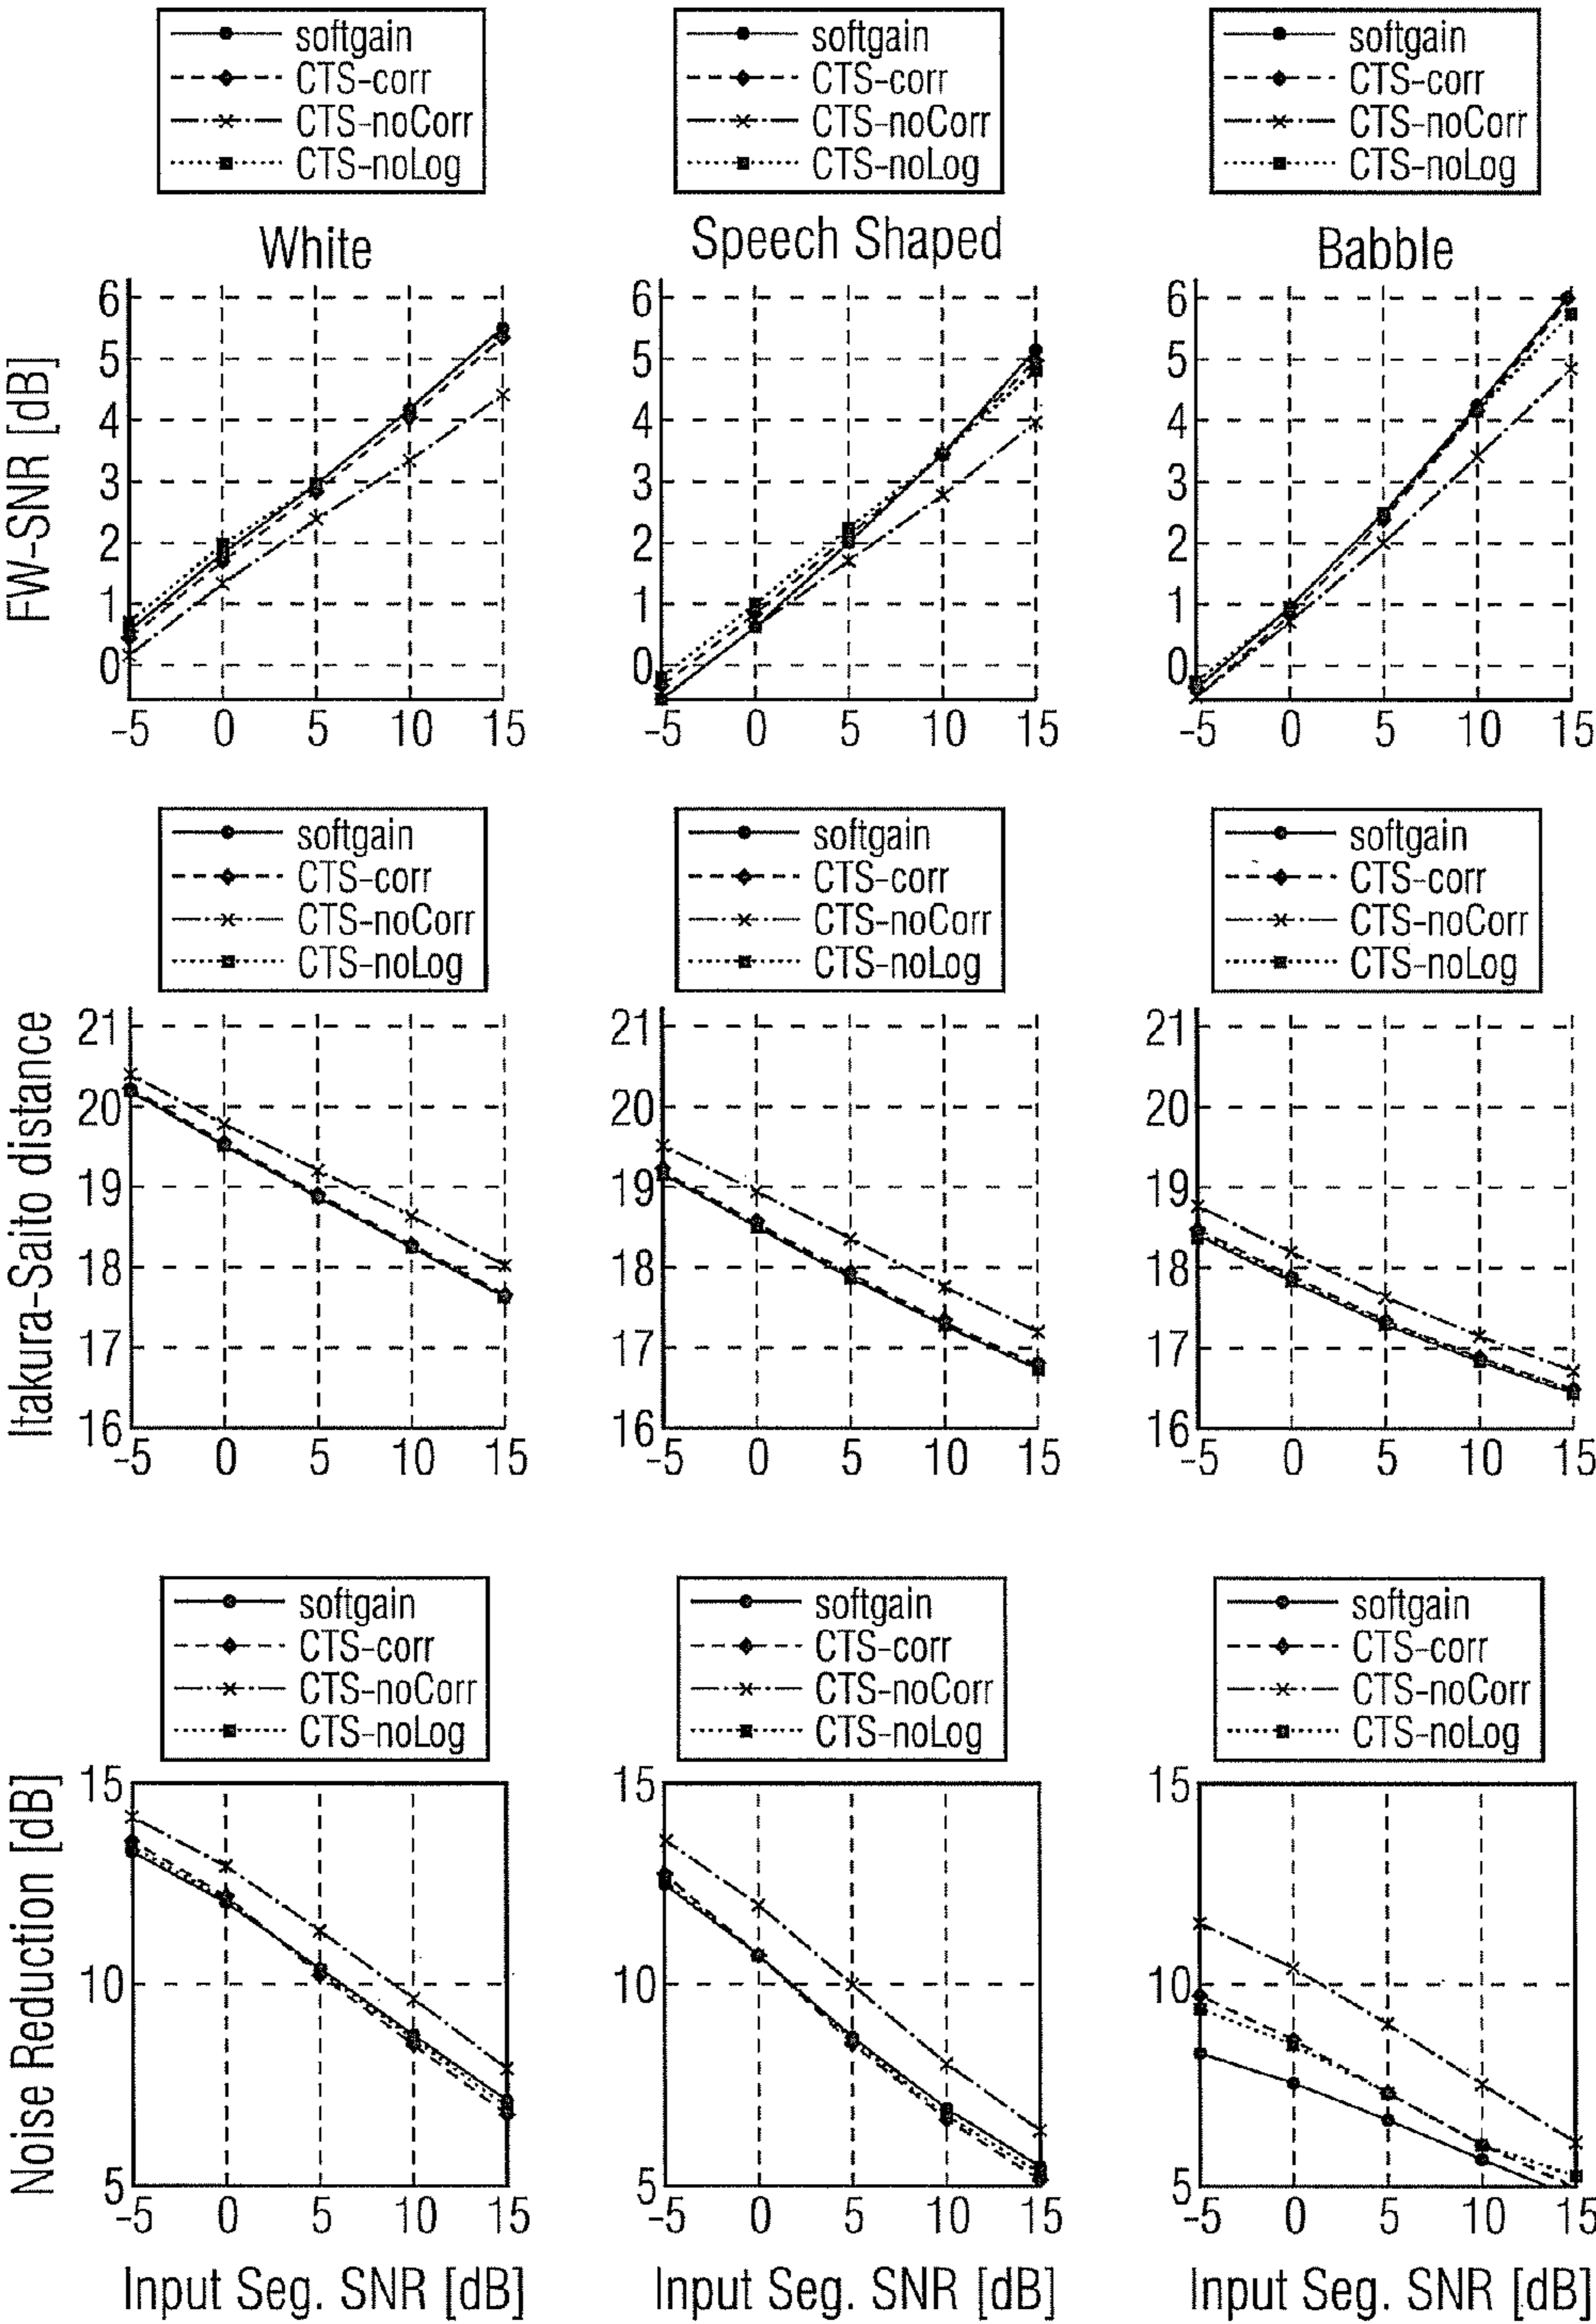 softgain
CTS-corr
CTS-noCorr
CTS-noLog
softgain
CTS-corr
CTS-noCorr
CTS-noLog
softgain
CTS-corr
CTS-noCorr
CTS-noLog
White
Speech Shaped
Babble
FW-SNR [dB]
6
5
4
3
2
1
0
-5 0 5 10 15
6
5
4
3
2
1
0
-5 0 5 10 15
6
5
4
3
2
1
0
-5 0 5 10 15
softgain
CTS-corr
CTS-noCorr
CTS-noLog
softgain
CTS-corr
CTS-noCorr
CTS-noLog
softgain
CTS-corr
CTS-noCorr
CTS-noLog
Itakura-Saito distance
21
20
19
18
17
16
-5 0 5 10 15
21
20
19
18
17
16
-5 0 5 10 15
21
20
19
18
17
16
-5 0 5 10 15
softgain
CTS-corr
CTS-noCorr
CTS-noLog
softgain
CTS-corr
CTS-noCorr
CTS-noLog
softgain
CTS-corr
CTS-noCorr
CTS-noLog
Noise Reduction [dB]
15
10
5
-5 0 5 10 15
15
10
5
-5 0 5 10 15
15
10
5
-5 0 5 10 15
Input Seg. SNR [dB]
Input Seg. SNR [dB]
Input Seg. SNR [dB]